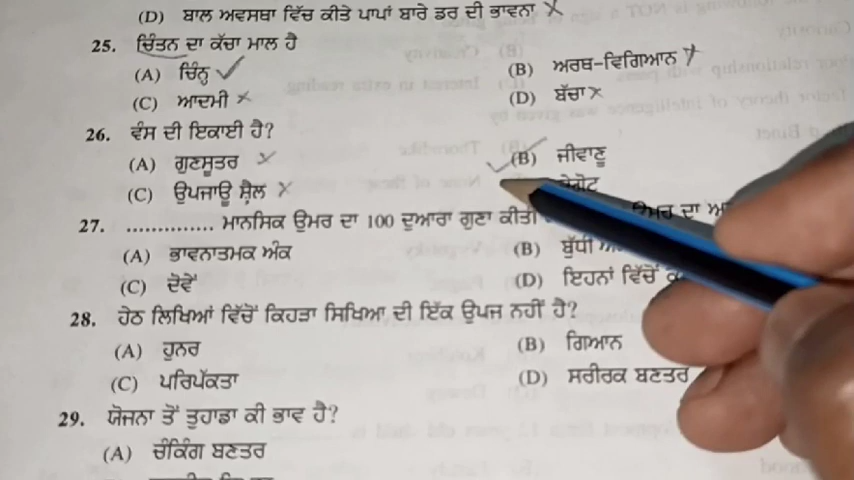 (D) ਬਾਲ ਅਵਸਥਾ ਵਿੱਚ ਕੀਤੇ ਪਾਪਾਂ ਬਾਰੇ ਡਰ ਦੀ ਭਾਵਨਾ
25. ਚਿੰਤਨ ਦਾ ਕੱਚਾ ਮਾਲ ਹੈ
(A) ਚਿੰਨ੍ਹ (B) ਅਰਥ-ਵਿਗਿਆਨ
(C) ਆਦਮੀ (D) ਬੱਚਾ
26. ਵੰਸ ਦੀ ਇਕਾਈ ਹੈ?
(A) ਗੁਣਸੂਤਰ (B) ਜੀਵਾਣੂ
(C) ਉਪਜਾਊ ਸ਼ੈਲ
27. .............. ਮਾਨਸਿਕ ਉਮਰ ਦਾ 100 ਦੁਆਰਾ ਗੁਣਾ ਕੀਤੀ ਉਮਰ ਦਾ
(A) ਭਾਵਨਾਤਮਕ ਅੰਕ (B) ਬੁੱਧੀ
(C) ਦੋਵੇਂ (D) ਇਹਨਾਂ ਵਿੱਚੋਂ
28. ਹੇਠ ਲਿਖਿਆਂ ਵਿੱਚੋਂ ਕਿਹੜਾ ਸਿਖਿਆ ਦੀ ਇੱਕ ਉਪਜ ਨਹੀਂ ਹੈ?
(A) ਹੁਨਰ (B) ਗਿਆਨ
(C) ਪਰਿਪੱਕਤਾ (D) ਸਰੀਰਕ ਬਣਤਰ
29. ਯੋਜਨਾ ਤੋਂ ਤੁਹਾਡਾ ਕੀ ਭਾਵ ਹੈ?
(A) ਚੰਕਿੰਗ ਬਣਤਰ